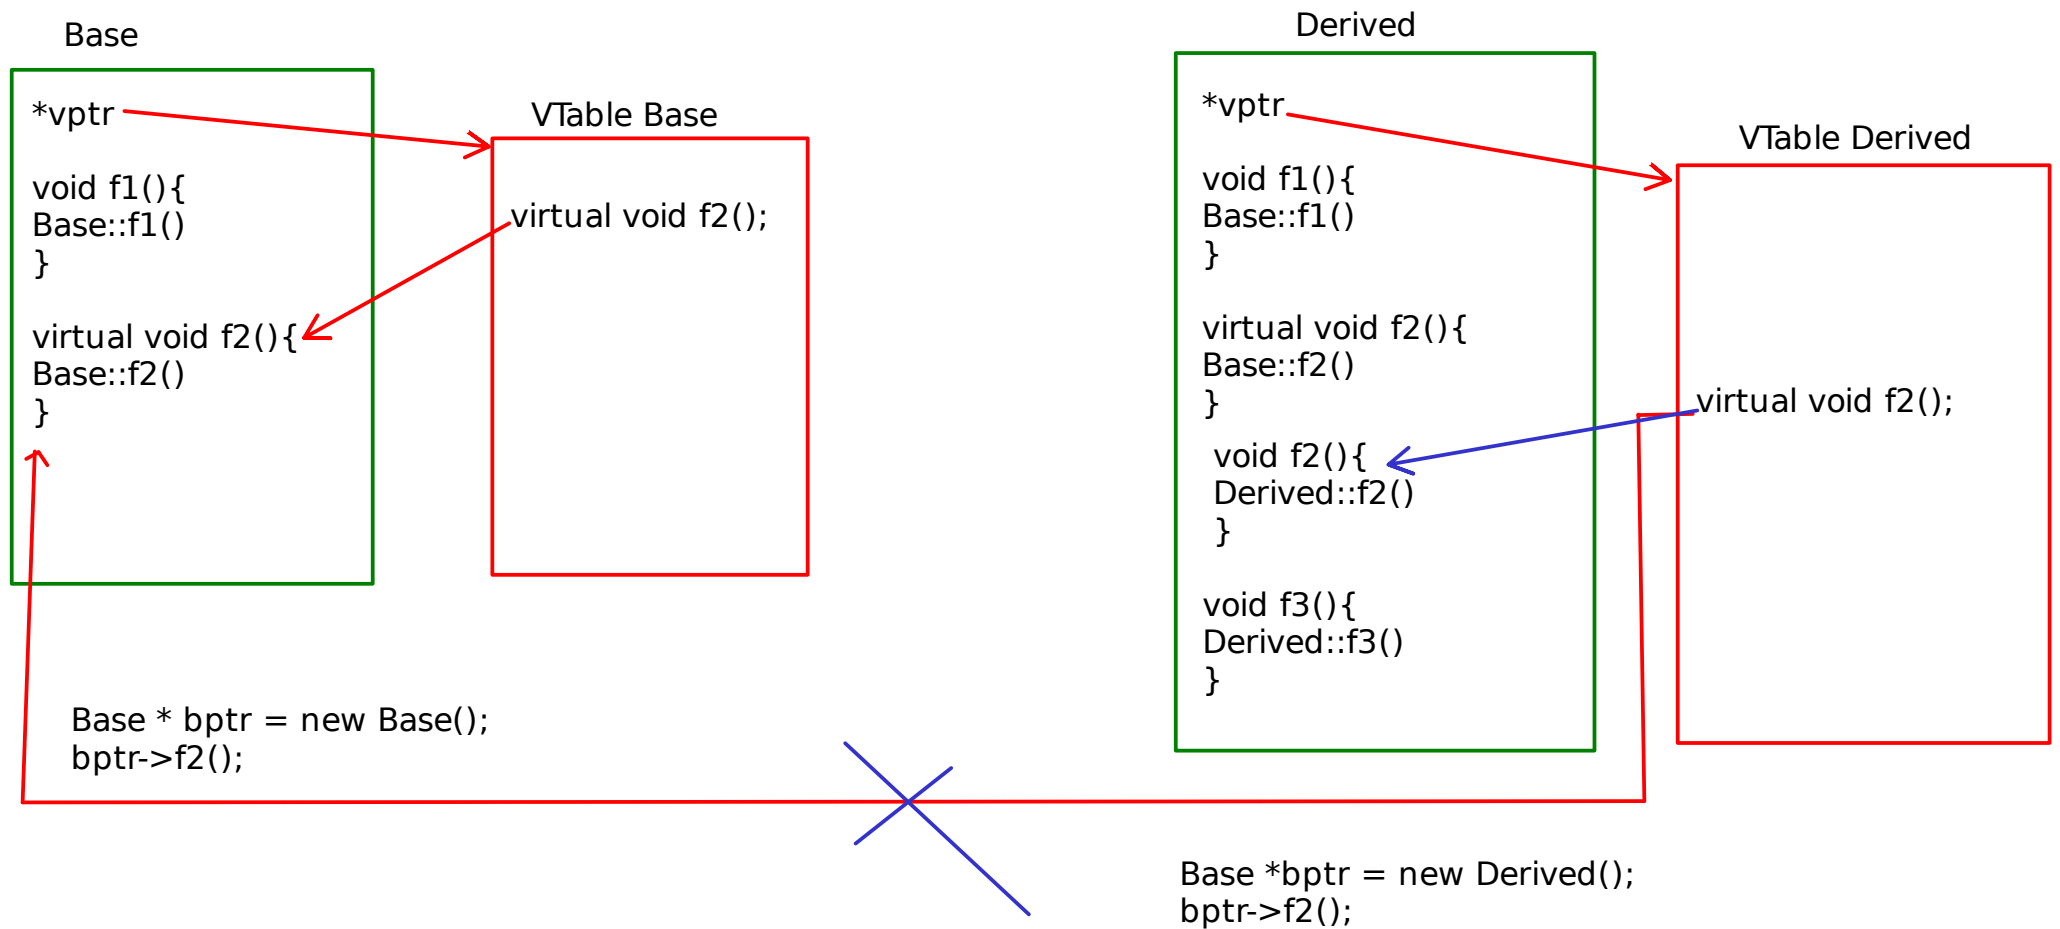 Base
*vptr
void f1(){
Base::f1()
}
virtual void f2(){
Base::f2()
}
VTable Base
virtual void f2();
Base * bptr = new Base();
bptr->f2();
Derived
*vptr
void f1(){
Base::f1()
}
virtual void f2(){
Base::f2()
}
void f2(){
Derived::f2()
}
void f3(){
Derived::f3()
}
VTable Derived
virtual void f2();
Base *bptr = new Derived();
bptr->f2();